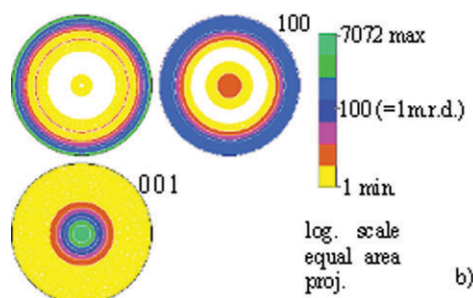 100
7072 max
100 (=1m.r.d.)
1 min.
001
log. scale
equal area
proj.
b)